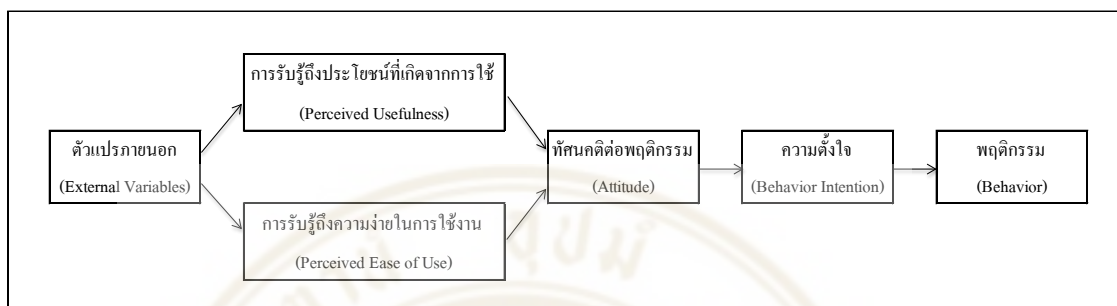 การรับรู้ถึงประโยชน์ที่เกิดจากการใช้
(Perceived Usefulness)
ตัวแปรภายนอก
(External Variables)
ทัศนคติต่อพฤติกรรม
(Attitude)
ความตั้งใจ
(Behavior Intention)
พฤติกรรม
(Behavior)
การรับรู้ถึงความง่ายในการใช้งาน
(Perceived Ease of Use)